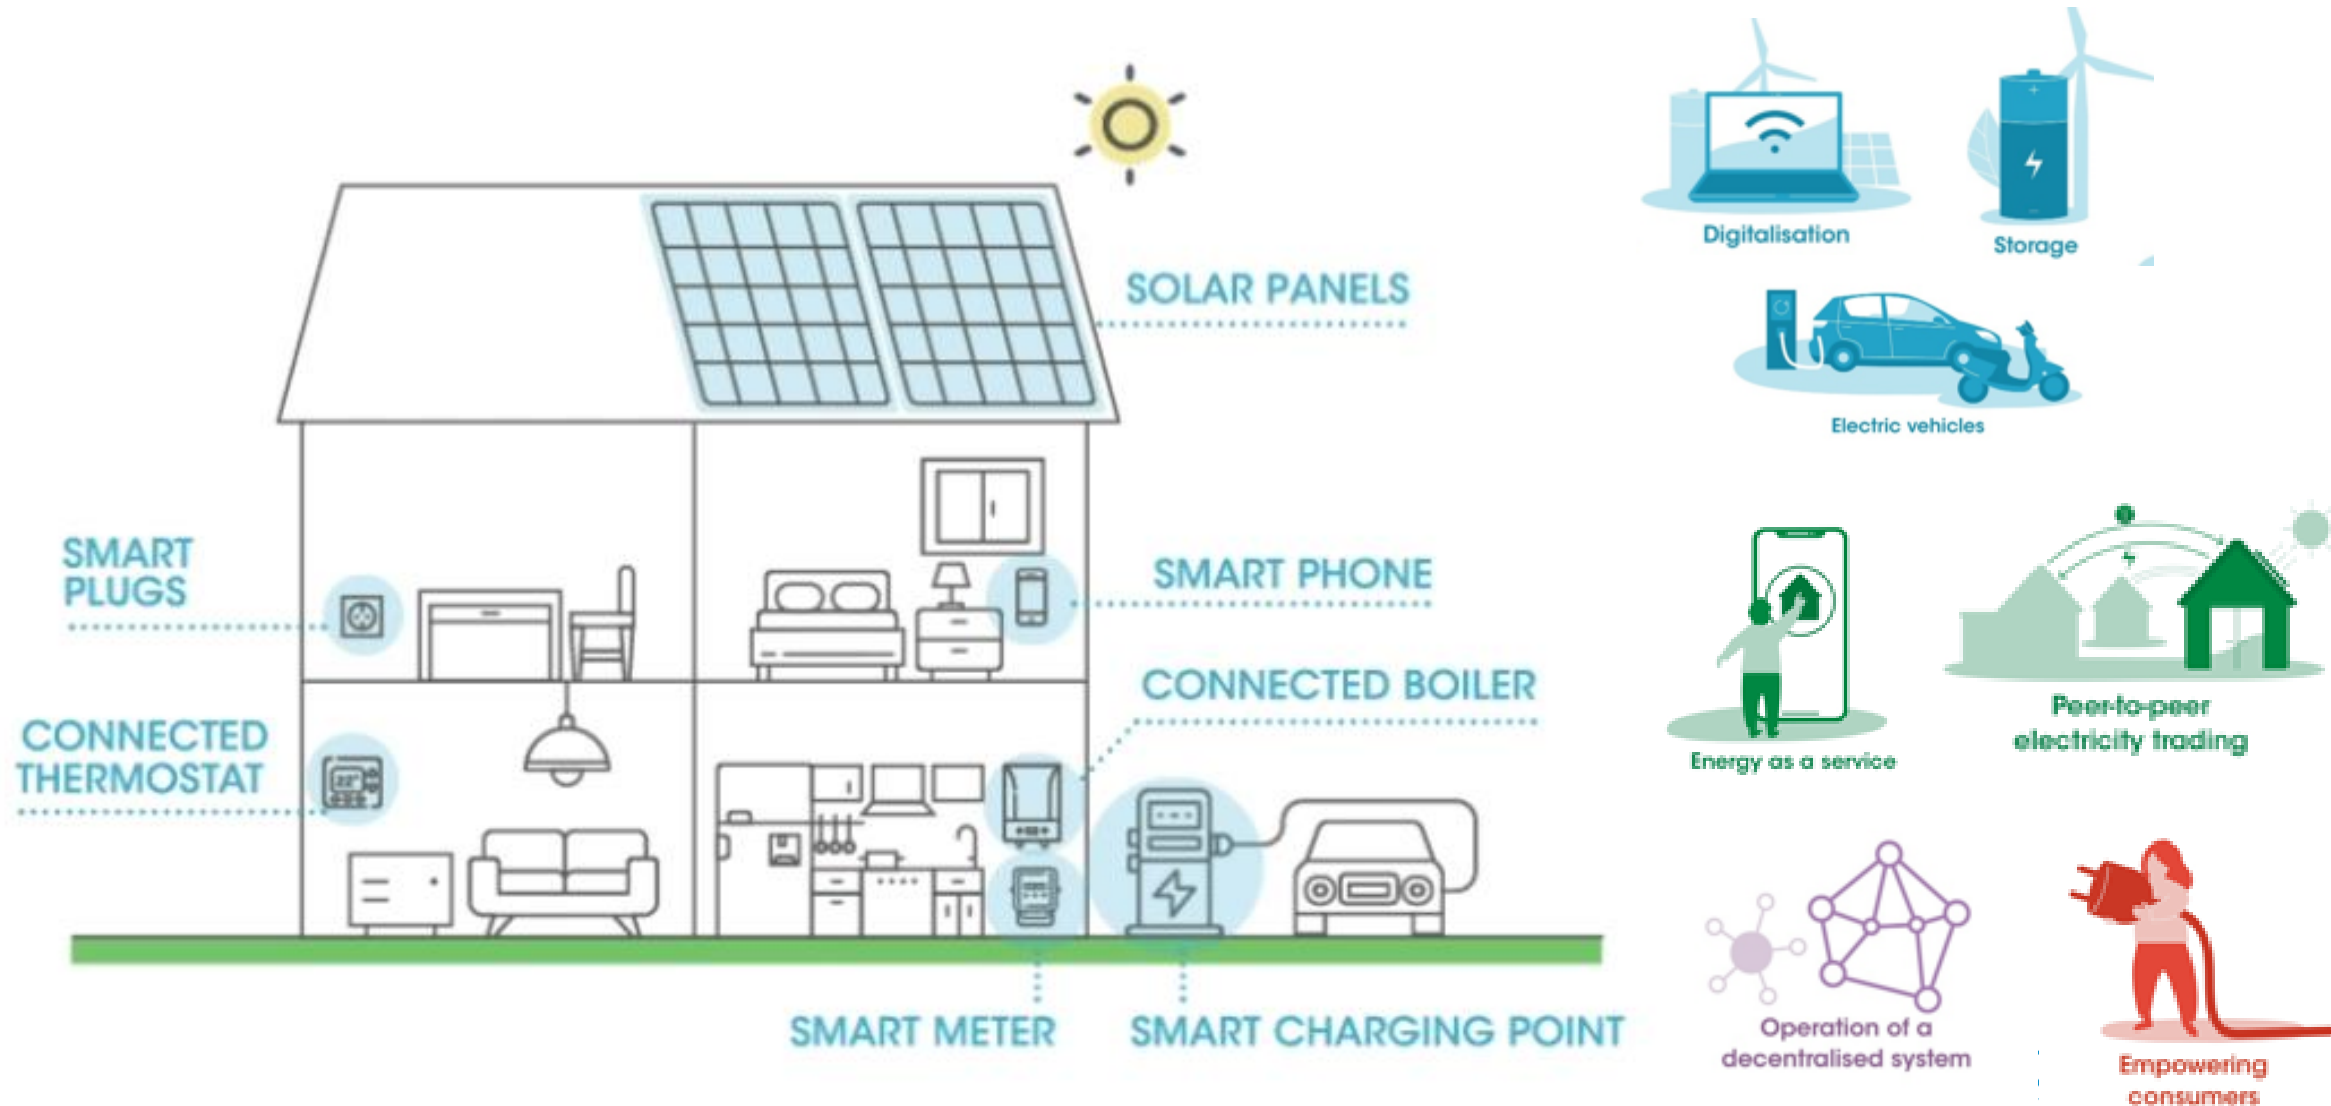 SOLAR PANELS
SMART
PLUGS
SMART PHONE
CONNECTED BOILER
CONNECTED
THERMOSTAT
22°
SMART METER
SMART CHARGING POINT
Digitalisation
Storage
Electric vehicles
Energy as a service
Peer-to-peer
electricity trading
Operation of a
decentralised system
Empowering
consumers